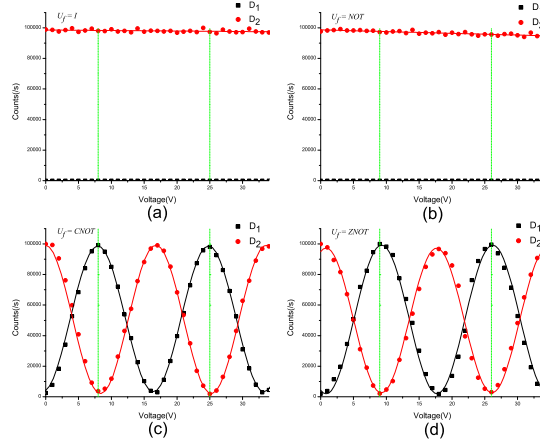 U_f = I
D1
D2
Counts(/s)
100000
80000
60000
40000
20000
0
0 5 10 15 20 25 30
Voltage(V)
(a)
U_f = NOT
D
D2
Counts(/s)
100000
80000
60000
40000
20000
0
0 5 10 15 20 25 30
Voltage(V)
(b)
U_f = CNOT
D1
D2
Counts(/s)
100000
80000
60000
40000
20000
0
0 5 10 15 20 25 30
Voltage(V)
(c)
U_f = ZNOT
D1
D2
Counts(/s)
100000
80000
60000
40000
20000
0
0 5 10 15 20 25 30
Voltage(V)
(d)